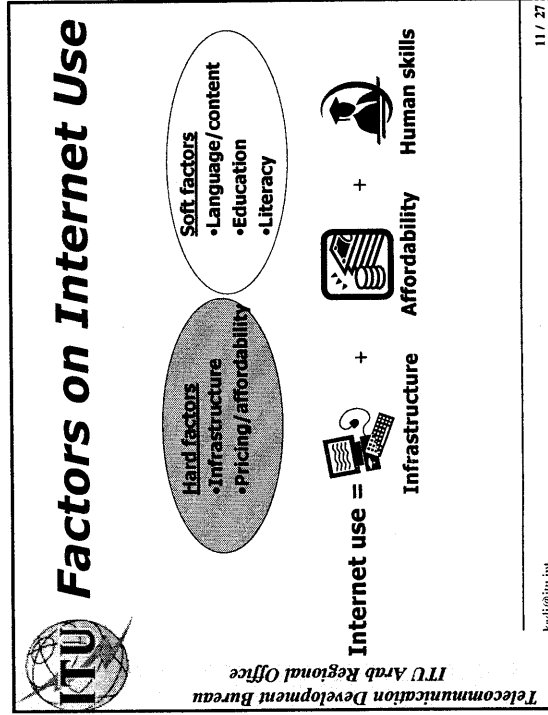 ITU Factors on Internet Use
Hard factors
•Infrastructure
•Pricing/affordability
Soft factors
•Language/content
•Education
•Literacy
Internet use = + +
Infrastructure Affordability Human skills
Telecommunication Development Bureau
ITU Arab Regional Office
11 / 27